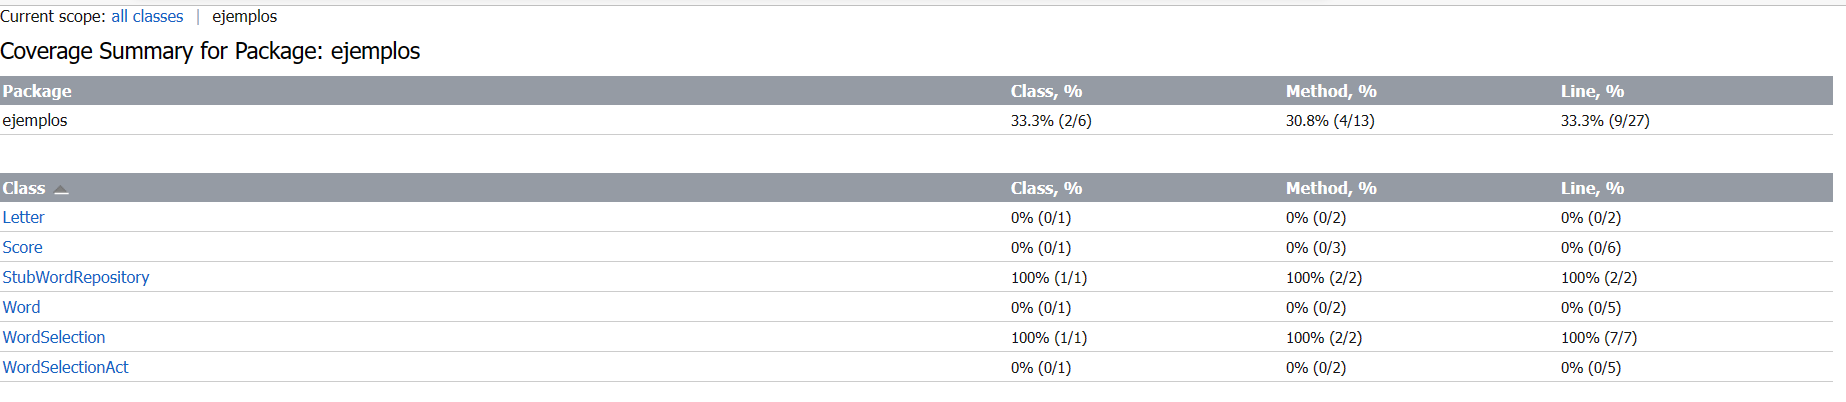 Current scope: all classes | ejemplos
Coverage Summary for Package: ejemplos
Package Class, % Method, % Line, %
ejemplos 33.3% (2/6) 30.8% (4/13) 33.3% (9/27)
Class Class, % Method, % Line, %
Letter 0% (0/1) 0% (0/2) 0% (0/2)
Score 0% (0/1) 0% (0/3) 0% (0/6)
StubWordRepository 100% (1/1) 100% (2/2) 100% (2/2)
Word 0% (0/1) 0% (0/2) 0% (0/5)
WordSelection 100% (1/1) 100% (2/2) 100% (7/7)
WordSelectionAct 0% (0/1) 0% (0/2) 0% (0/5)